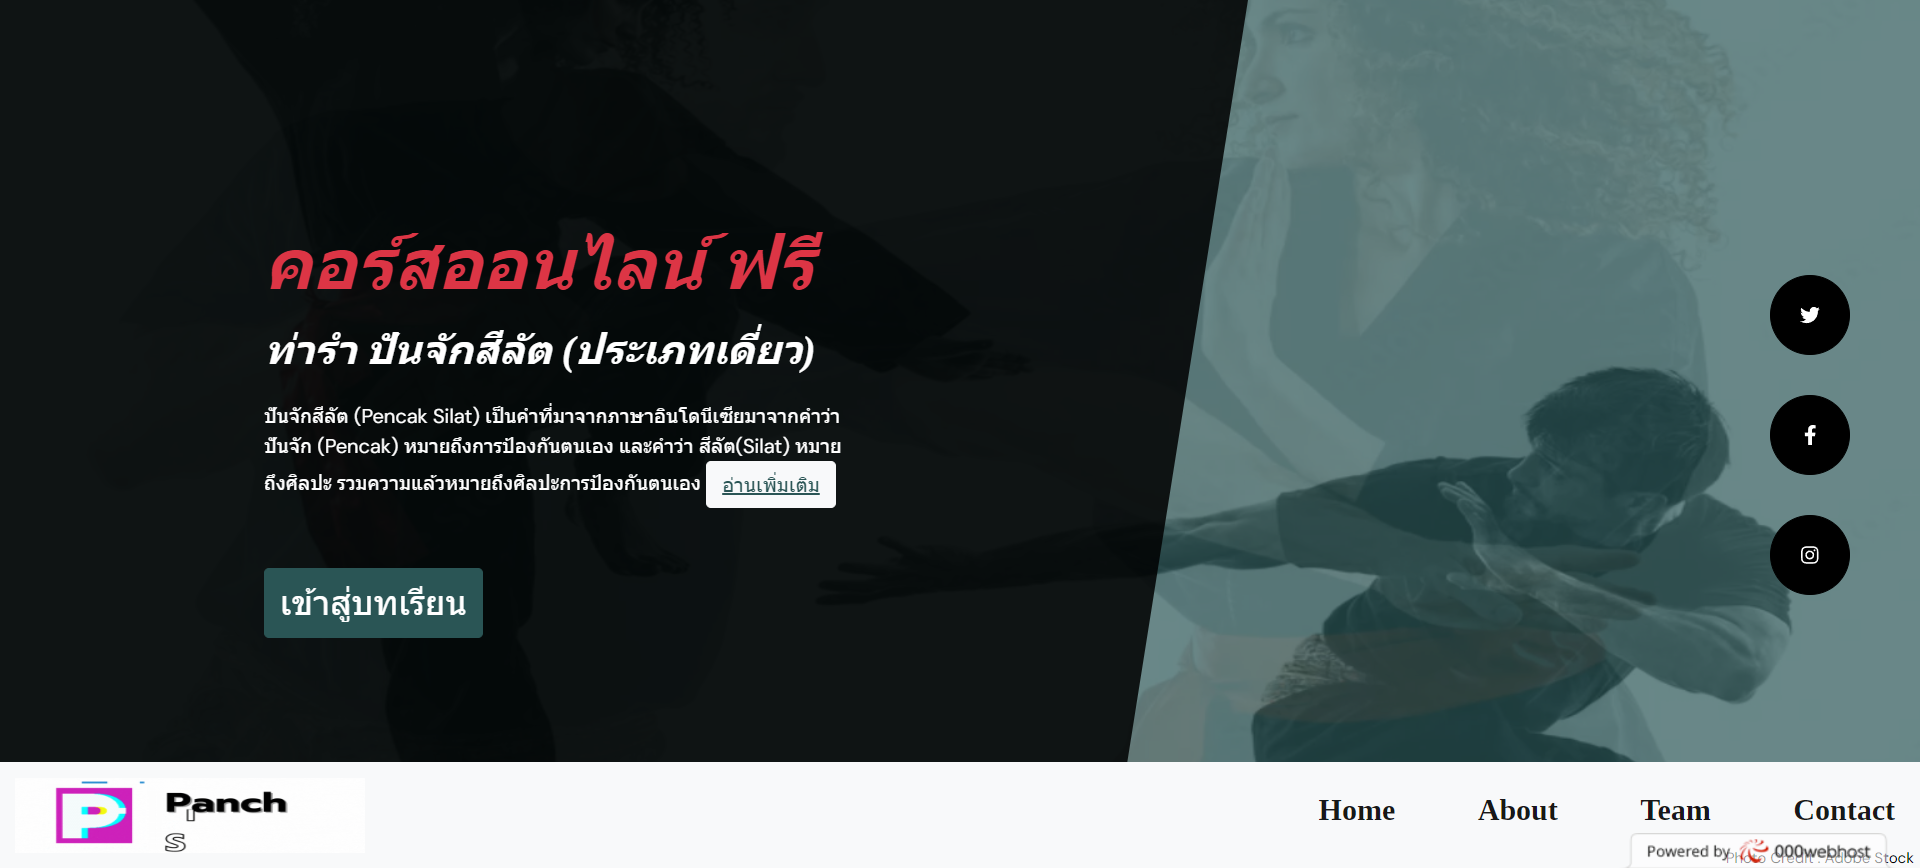 คอร์สออนไลน์ ฟรี
ท่ารำ ปันจักสีลัต (ประเภทเดี่ยว)
ปันจักสีลัต (Pencak Silat) เป็นคำที่มาจากภาษาอินโดนีเซียมาจากคำว่า
ปันจัก (Pencak) หมายถึงการป้องกันตนเอง และคำว่า สีลัต(Silat) หมาย
ถึงศิลปะ รวมความแล้วหมายถึงศิลปะการป้องกันตนเอง อ่านเพิ่มเติม
เข้าสู่บทเรียน
P Panch
S
Home About Team Contact
Powered by 000webhost
Photo Credit : Adobe Stock